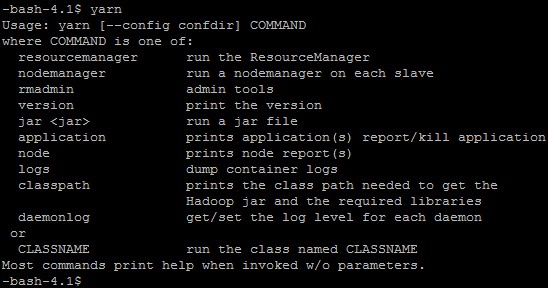 -bash-4.1$ yarn
Usage: yarn [--config confdir] COMMAND
where COMMAND is one of:
  resourcemanager      run the ResourceManager
  nodemanager          run a nodemanager on each slave
  rmadmin              admin tools
  version              print the version
  jar <jar>            run a jar file
  application          prints application(s) report/kill application
  node                 prints node report(s)
  logs                 dump container logs
  classpath            prints the class path needed to get the
                       Hadoop jar and the required libraries
  daemonlog            get/set the log level for each daemon
 or
  CLASSNAME            run the class named CLASSNAME
Most commands print help when invoked w/o parameters.
-bash-4.1$